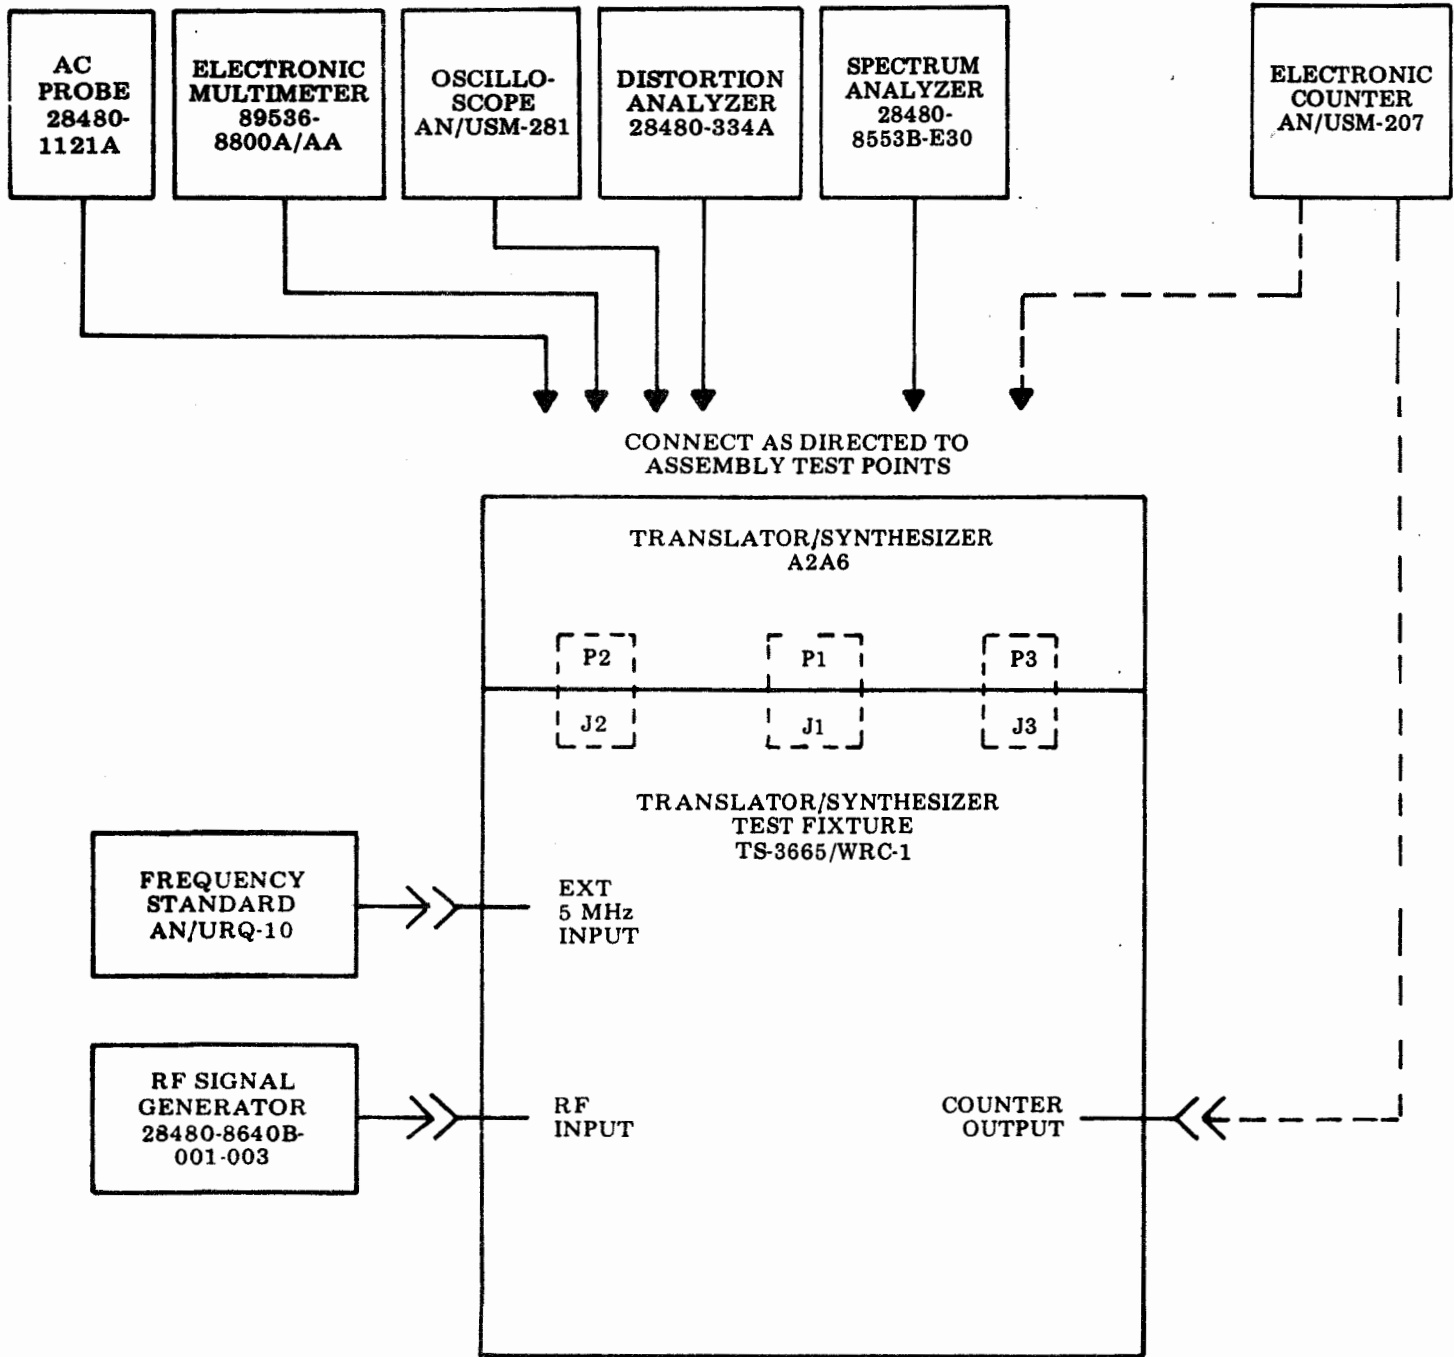 AC
PROBE
28480-
1121A
ELECTRONIC
MULTIMETER
89536-
8800A/AA
OSCILLO-
SCOPE
AN/USM-281
DISTORTION
ANALYZER
28480-334A
SPECTRUM
ANALYZER
28480-
8553B-E30
ELECTRONIC
COUNTER
AN/USM-207
CONNECT AS DIRECTED TO
ASSEMBLY TEST POINTS
TRANSLATOR/SYNTHESIZER
A2A6
P2
P1
P3
J2
J1
J3
TRANSLATOR/SYNTHESIZER
TEST FIXTURE
TS-3665/WRC-1
FREQUENCY
STANDARD
AN/URQ-10
EXT
5 MHz
INPUT
RF SIGNAL
GENERATOR
28480-8640B-
001-003
RF
INPUT
COUNTER
OUTPUT